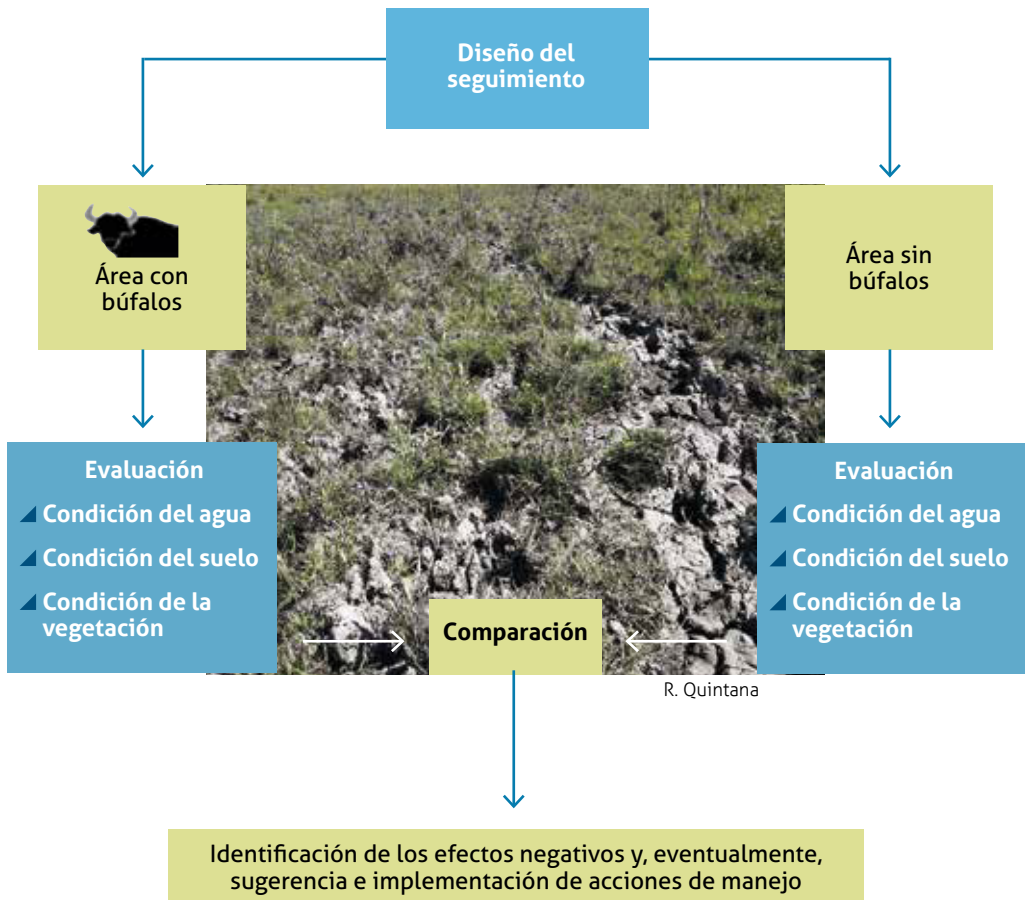 Diseño del
seguimiento
Área con
búfalos
Área sin
búfalos
Evaluación
Condición del agua
Condición del suelo
Condición de la
vegetación
Evaluación
Condición del agua
Condición del suelo
Condición de la
vegetación
Comparación
R. Quintana
Identificación de los efectos negativos y, eventualmente,
sugerencia e implementación de acciones de manejo